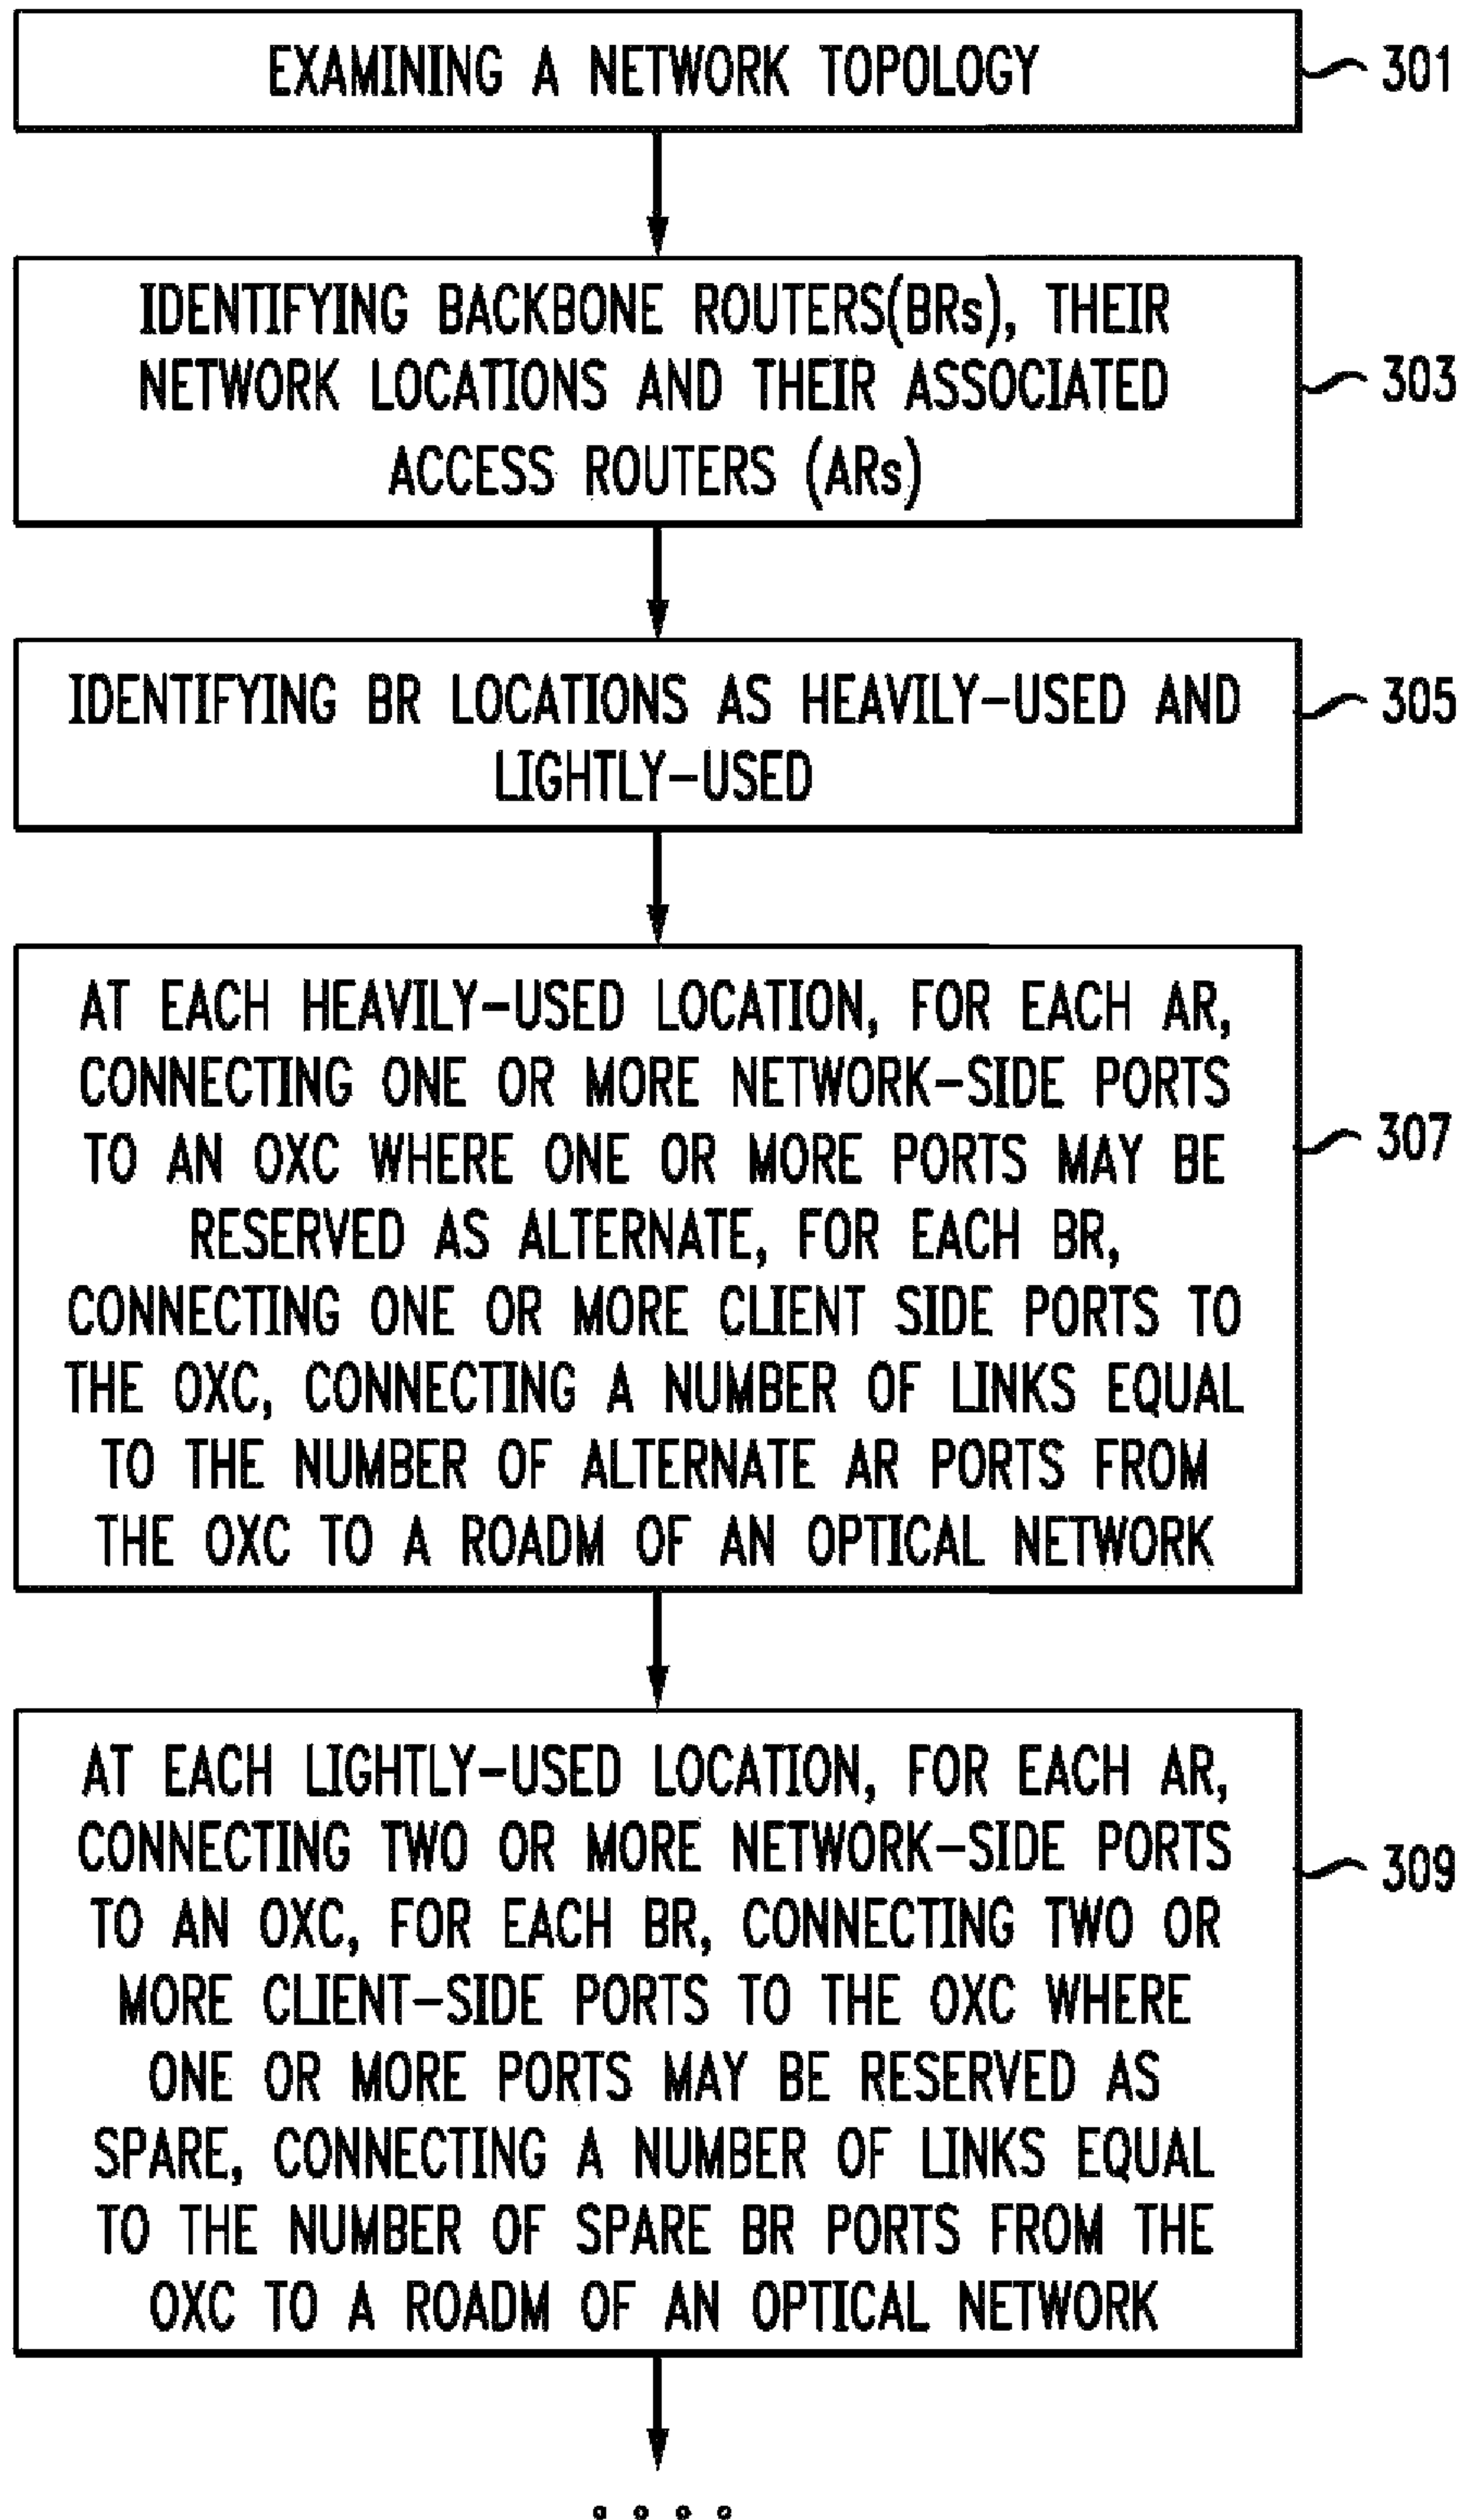 EXAMINING A NETWORK TOPOLOGY
301
IDENTIFYING BACKBONE ROUTERS(BRs), THEIR
NETWORK LOCATIONS AND THEIR ASSOCIATED
ACCESS ROUTERS (ARs)
303
IDENTIFYING BR LOCATIONS AS HEAVILY-USED AND
LIGHTLY-USED
305
AT EACH HEAVILY-USED LOCATION, FOR EACH AR,
CONNECTING ONE OR MORE NETWORK-SIDE PORTS
TO AN OXC WHERE ONE OR MORE PORTS MAY BE
RESERVED AS ALTERNATE, FOR EACH BR,
CONNECTING ONE OR MORE CLIENT SIDE PORTS TO
THE OXC, CONNECTING A NUMBER OF LINKS EQUAL
TO THE NUMBER OF ALTERNATE AR PORTS FROM
THE OXC TO A ROADM OF AN OPTICAL NETWORK
307
AT EACH LIGHTLY-USED LOCATION, FOR EACH AR,
CONNECTING TWO OR MORE NETWORK-SIDE PORTS
TO AN OXC, FOR EACH BR, CONNECTING TWO OR
MORE CLIENT-SIDE PORTS TO THE OXC WHERE
ONE OR MORE PORTS MAY BE RESERVED AS
SPARE, CONNECTING A NUMBER OF LINKS EQUAL
TO THE NUMBER OF SPARE BR PORTS FROM THE
OXC TO A ROADM OF AN OPTICAL NETWORK
309